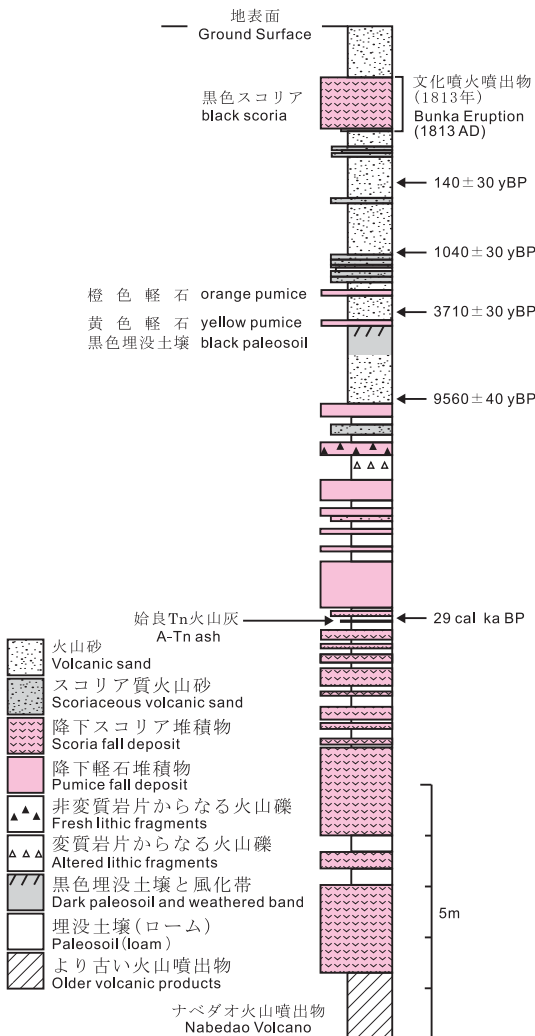 地表面
Ground Surface
黒色スコリア
black scoria
文化噴火噴出物
(1813年)
Bunka Eruption
(1813 AD)
140±30 yBP
1040±30 yBP
橙色軽石 orange pumice
3710±30 yBP
黄色軽石 yellow pumice
黒色埋没土壌 black paleosoil
9560±40 yBP
姶良Tn火山灰
A-Tn ash
29 cal ka BP
火山砂
Volcanic sand
スコリア質火山砂
Scoriaceous volcanic sand
降下スコリア堆積物
Scoria fall deposit
降下軽石堆積物
Pumice fall deposit
非変質岩片からなる火山礫
Fresh lithic fragments
変質岩片からなる火山礫
Altered lithic fragments
黒色埋没土壌と風化帯
Dark paleosoil and weathered band
埋没土壌(ローム)
Paleosoil(loam)
より古い火山噴出物
Older volcanic products
5m
ナベダオ火山噴出物
Nabedao Volcano